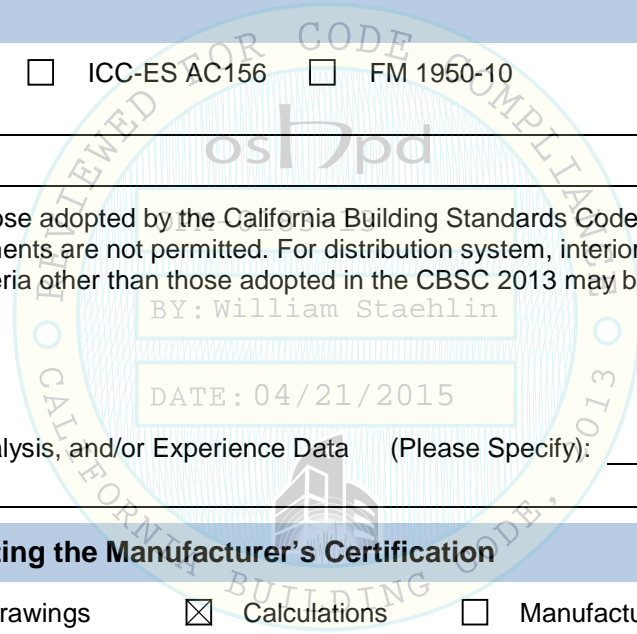 REVIEWED FOR CODE COMPLIANCE
ICC-ES AC156 FM 1950-10
oshpd
ose adopted by the California Building Standards Code
ents are not permitted. For distribution system, interior
eria other than those adopted in the CBSC 2013 may b
BY: William Staehlin
DATE: 04/21/2015
lysis, and/or Experience Data (Please Specify):
ting the Manufacturer's Certification
rawings Calculations Manufactu
CALIFORNIA BUILDING CODE, 2013